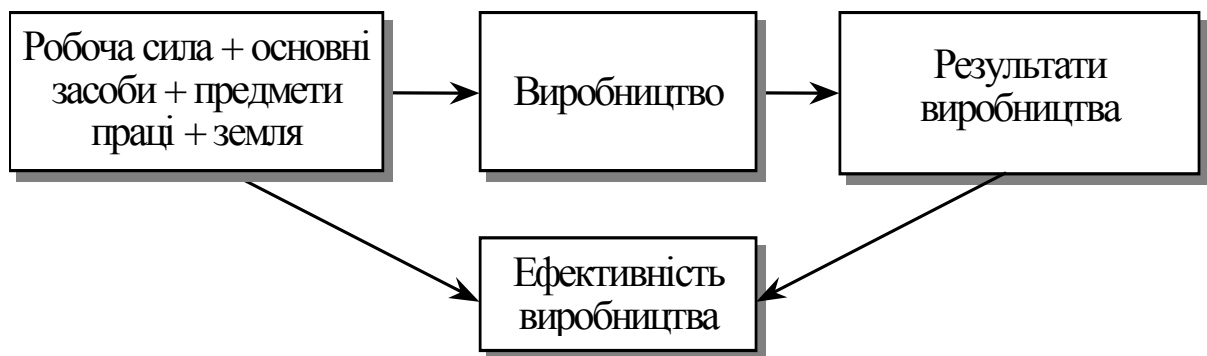 Робоча сила + основні
засоби + предмети
праці + земля
Виробництво
Результати
виробництва
Ефективність
виробництва